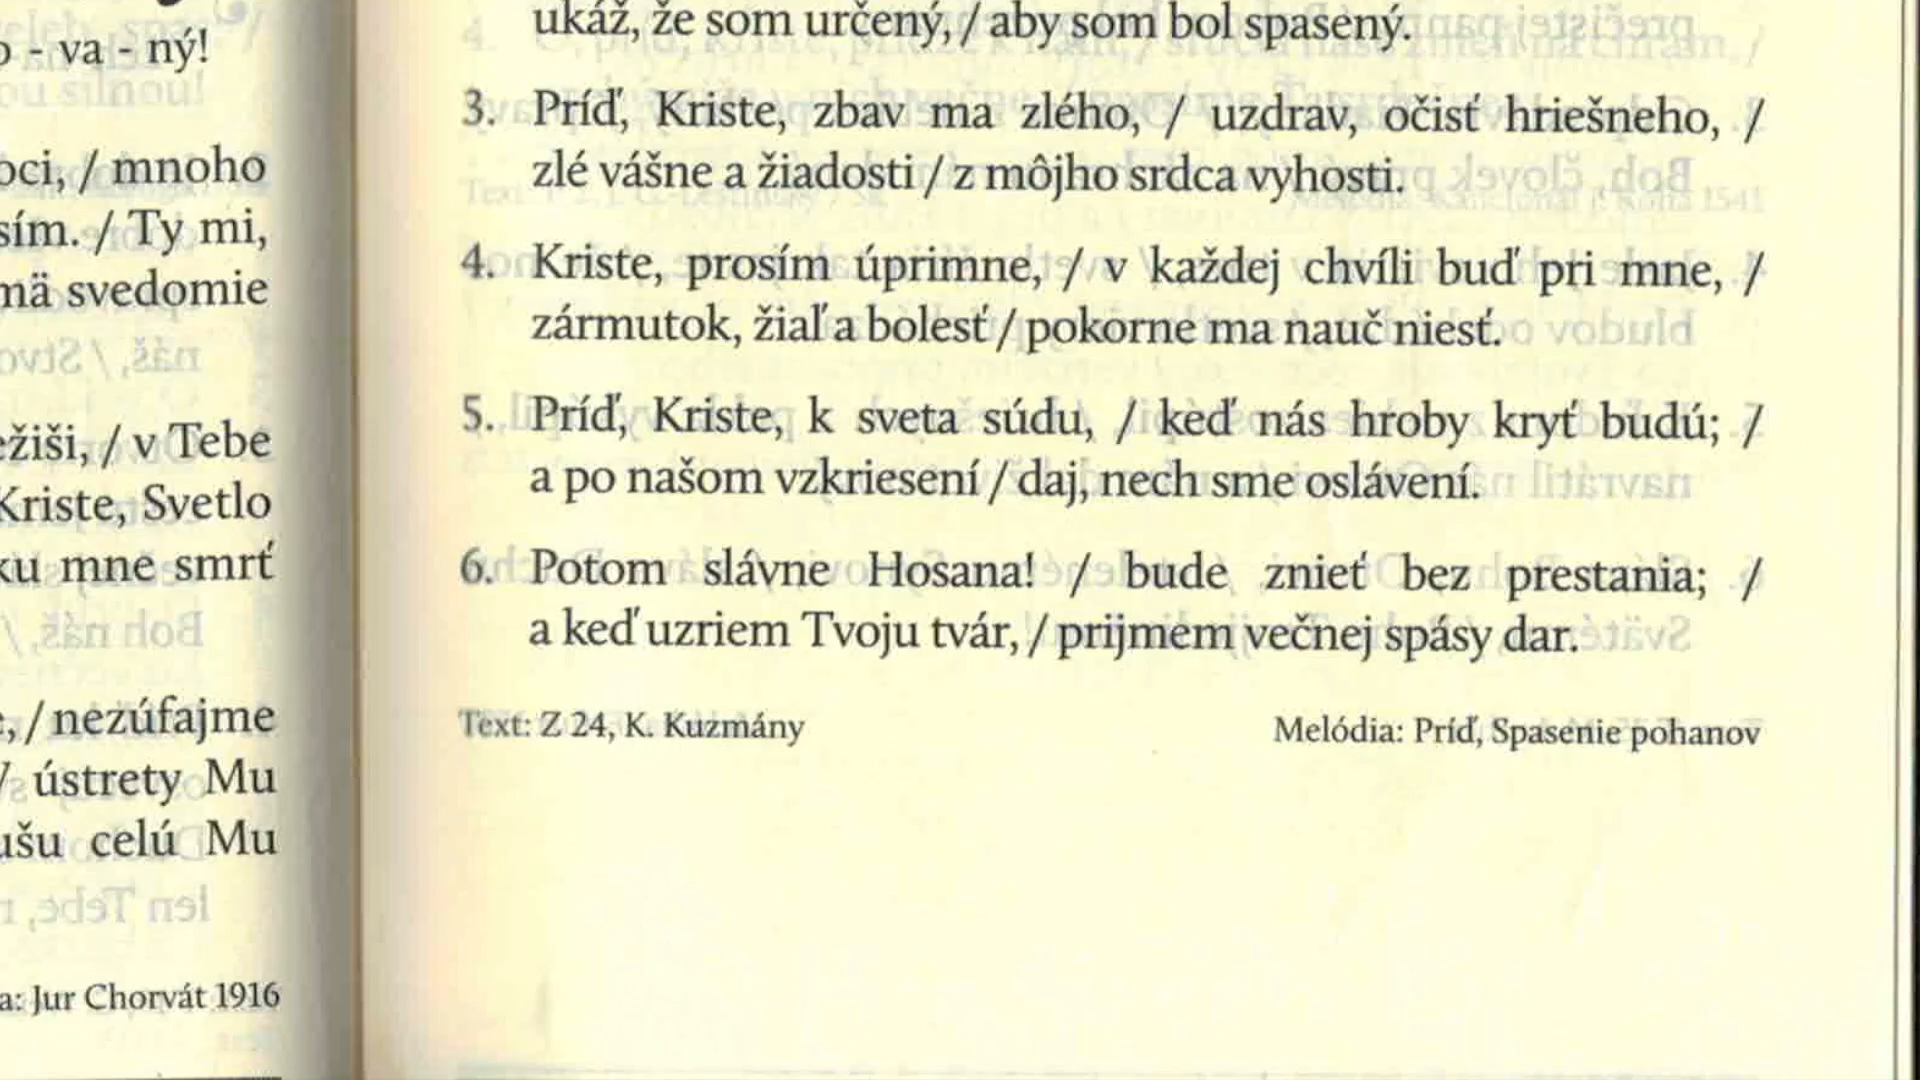 o - va - ný!
oci, / mnoho
sím. / Ty mi,
mä svedomie
ežiši, / v Tebe
Kriste, Svetlo
ku mne smrť
, / nezúfajme
/ ústrety Mu
ušu celú Mu
a: Jur Chorvát 1916
ukáž, že som určený, / aby som bol spasený.
3. Príď, Kriste, zbav ma zlého, / uzdrav, očisť hriešneho, /
zlé vášne a žiadosti / z môjho srdca vyhosti.
4. Kriste, prosím úprimne, / v každej chvíli buď pri mne, /
zármutok, žiaľ a bolesť / pokorne ma nauč niesť.
5. Príď, Kriste, k sveta súdu, / keď nás hroby kryť budú; /
a po našom vzkriesení / daj, nech sme oslávení.
6. Potom slávne Hosana! / bude znieť bez prestania; /
a keď uzriem Tvoju tvár, / prijmem večnej spásy dar.
Text: Z 24, K. Kuzmány
Melódia: Príď, Spasenie pohanov